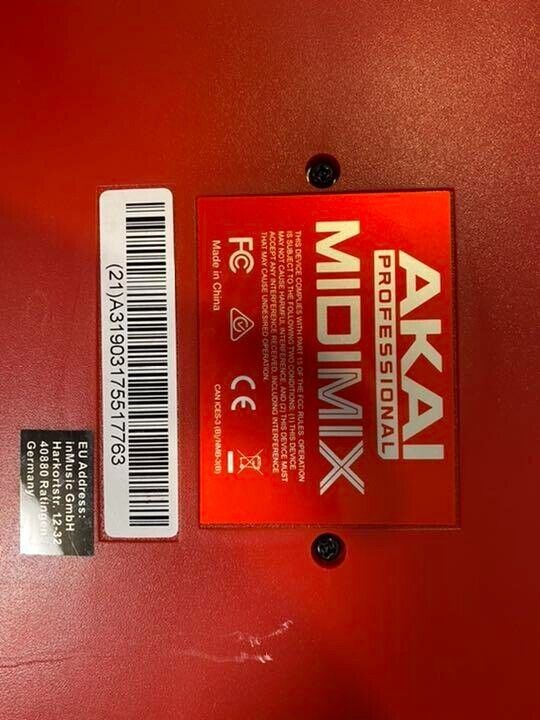 AKAI
PROFESSIONAL
MIDIMIX
THIS DEVICE COMPLIES WITH PART 15 OF THE FCC RULES. OPERATION
IS SUBJECT TO THE FOLLOWING TWO CONDITIONS: (1) THIS DEVICE
MAY NOT CAUSE HARMFUL INTERFERENCE, AND (2) THIS DEVICE MUST
ACCEPT ANY INTERFERENCE RECEIVED, INCLUDING INTERFERENCE
THAT MAY CAUSE UNDESIRED OPERATION.
FC CE
Made in China
CAN ICES-3 (B)/NMB-3(B)
(21)A31903175517763
EU Address:
inMusic GmbH
Harkortstr. 12-32
40880 Ratingen
Germany